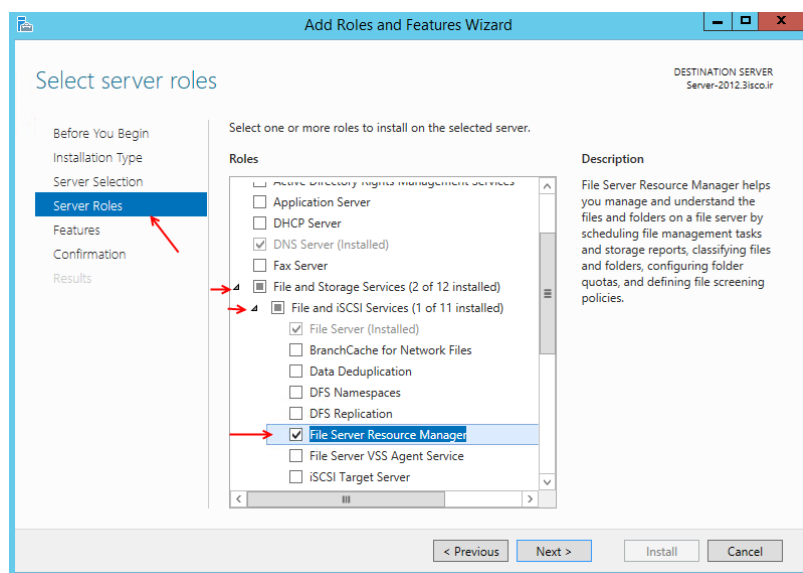 Add Roles and Features Wizard
Select server roles
DESTINATION SERVER
Server-2012.3isco.ir
Before You Begin
Installation Type
Server Selection
Server Roles
Features
Confirmation
Results
Select one or more roles to install on the selected server.
Roles
Active Directory Rights Management Services
Application Server
DHCP Server
DNS Server (Installed)
Fax Server
File and Storage Services (2 of 12 installed)
File and iSCSI Services (1 of 11 installed)
File Server (Installed)
BranchCache for Network Files
Data Deduplication
DFS Namespaces
DFS Replication
File Server Resource Manager
File Server VSS Agent Service
iSCSI Target Server
Description
File Server Resource Manager helps
you manage and understand the
files and folders on a file server by
scheduling file management tasks
and storage reports, classifying files
and folders, configuring folder
quotas, and defining file screening
policies.
< Previous
Next >
Install
Cancel